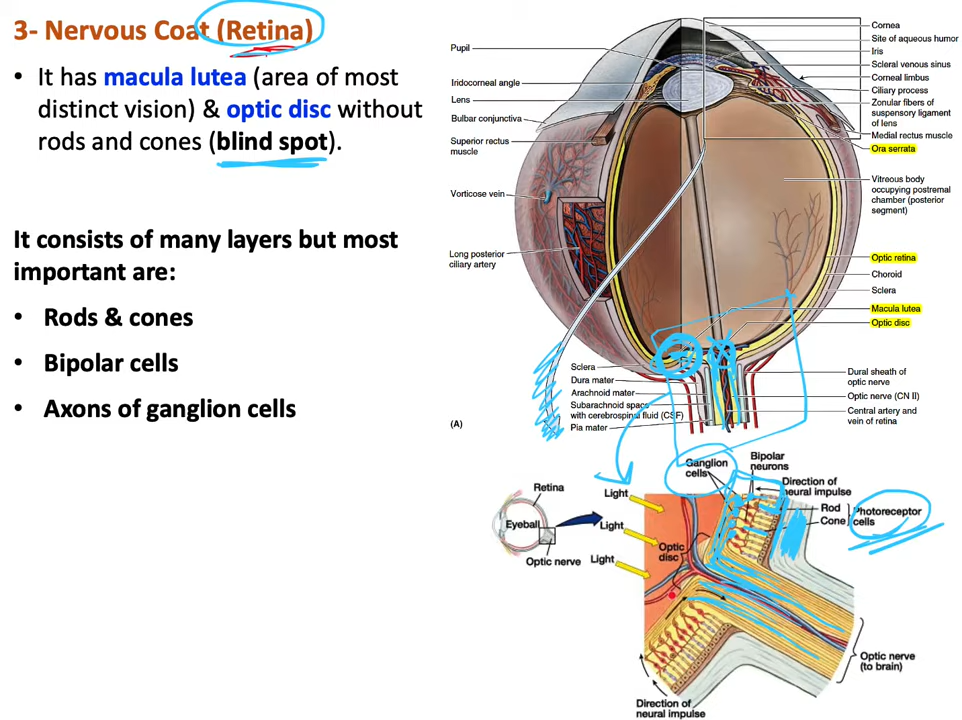 3- Nervous Coat (Retina)
• It has macula lutea (area of most
distinct vision) & optic disc without
rods and cones (blind spot).
It consists of many layers but most
important are:
• Rods & cones
• Bipolar cells
• Axons of ganglion cells
Pupil
Iridocorneal angle
Lens
Bulbar conjunctiva
Superior rectus
muscle
Vorticose vein
Long posterior
ciliary artery
Cornea
Site of aqueous humor
Iris
Scleral venous sinus
Corneal limbus
Ciliary process
Zonular fibers of
suspensory ligament
of lens
Medial rectus muscle
Ora serrata
Vitreous body
occupying postremal
chamber (posterior
segment)
Optic retina
Choroid
Sclera
Macula lutea
Optic disc
Sclera
Dura mater
Arachnoid mater
Subarachnoid space
with cerebrospinal fluid (CSF)
Pia mater
Dural sheath of
optic nerve
Optic nerve (CN II)
Central artery and
vein of retina
(A)
Retina
Eyeball
Optic nerve
Light
Light
Light
Ganglion
cells
Bipolar
neurons
Direction of
neural impulse
Rod
Cone
Photoreceptor
cells
Optic
disc
Optic nerve
(to brain)
Direction of
neural impulse